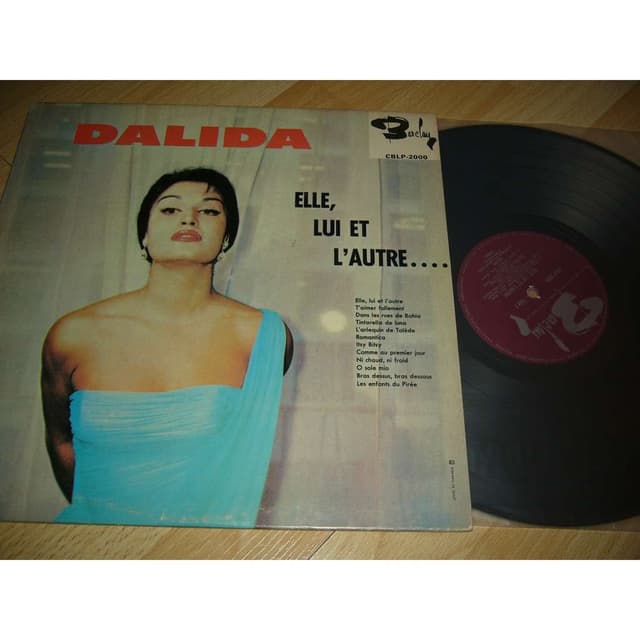 DALIDA
Barclay
CBLP-2000
ELLE,
LUI ET
L'AUTRE....
Elle, lui et l'autre
T'aimer follement
Dans les rues de Bahia
Tintarella de luna
L'arlequin de Tolède
Romantica
Itsy Bitsy
Comme au premier jour
Ni chaud, ni froid
O sole mio
Bras dessus, bras dessous
Les enfants du Pirée
Barclay